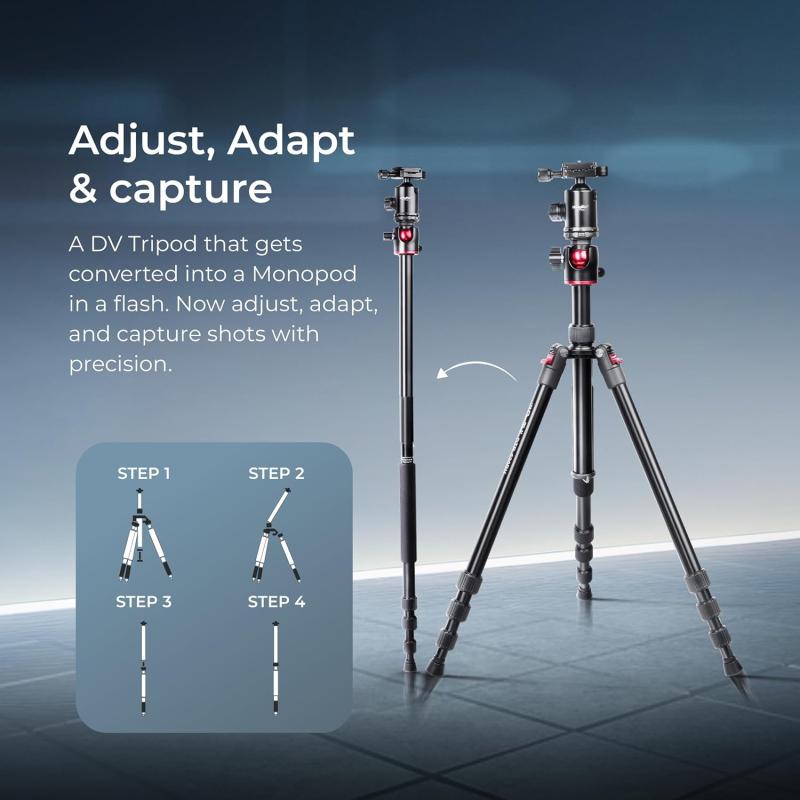 Adjust, Adapt
& capture
A DV Tripod that gets
converted into a Monopod
in a flash. Now adjust, adapt,
and capture shots with
precision.
STEP 1
STEP 2
STEP 3
STEP 4